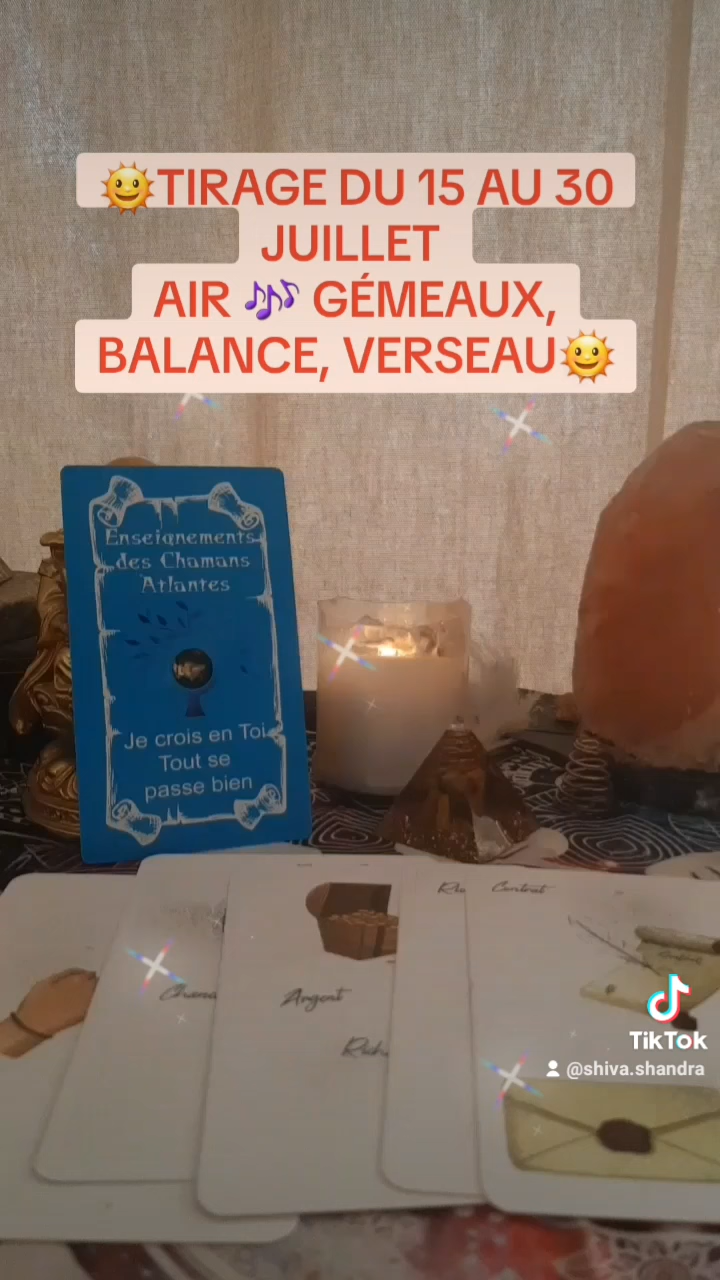 🌞TIRAGE DU 15 AU 30
JUILLET
AIR 🎶 GÉMEAUX,
BALANCE, VERSEAU🌞
Enseignements
des Chamans
Atlantes
Je crois en Toi
Tout se
passe bien
Contrat
Argent
TikTok
@shiva.shandra